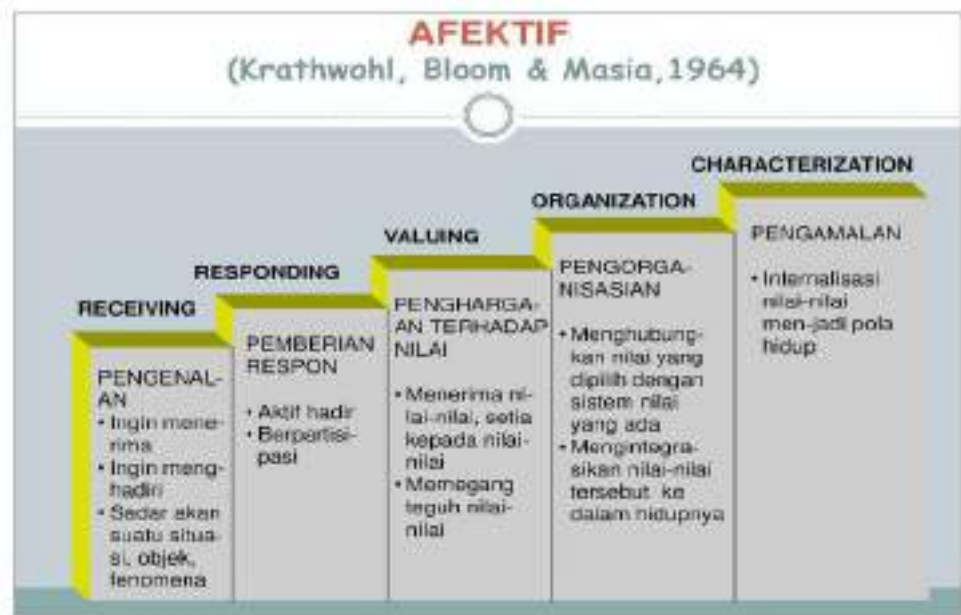 AFEKTIF
(Krathwohl, Bloom & Masia,1964)
RECEIVING
PENGENAL-
AN
• Ingin mene-
rima
• Ingin meng-
hadiri
• Sadar akan
suatu situa-
si, objek,
fenomena
RESPONDING
PEMBERIAN
RESPON
• Aktif hadir
• Berpartisi-
pasi
VALUING
PENGHARGA-
AN TERHADAP
NILAI
• Menerima ni-
lai-nilai, setia
kepada nilai-
nilai
• Memegang
teguh nilai-
nilai
ORGANIZATION
PENGORGA-
NISASIAN
• Menghubung-
kan nilai yang
dipilih dengan
sistem nilai
yang ada
• Mengintegra-
sikan nilai-nilai
tersebut ke
dalam hidupnya
CHARACTERIZATION
PENGAMALAN
• Internalisasi
nilai-nilai
men-jadi pola
hidup